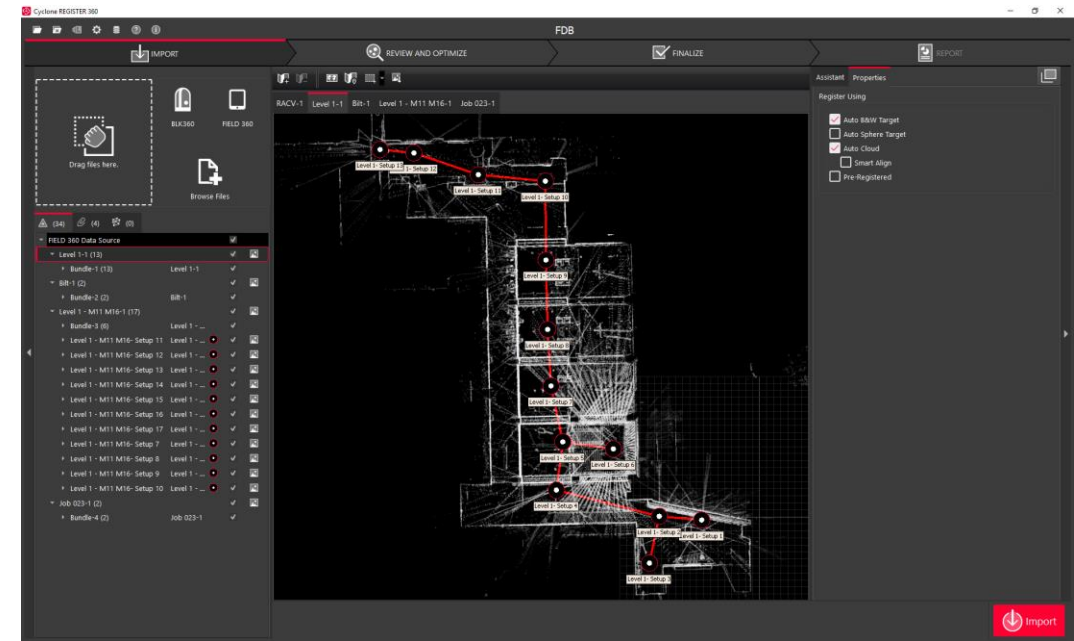 Cyclone REGISTER 360
FDB
IMPORT
REVIEW AND OPTIMIZE
FINALIZE
REPORT
Drag files here.
BLK360
FIELD 360
Browse Files
(34) (4) (0)
FIELD 360 Data Source
Level 1-1 (13)
Bundle-1 (13) Level 1-1
Bilt-1 (2)
Bundle-2 (2) Bilt-1
Level 1 - M11 M16-1 (17)
Bundle-3 (6) Level 1 - ...
Level 1 - M11 M16- Setup 11 Level 1 - ...
Level 1 - M11 M16- Setup 12 Level 1 - ...
Level 1 - M11 M16- Setup 13 Level 1 - ...
Level 1 - M11 M16- Setup 14 Level 1 - ...
Level 1 - M11 M16- Setup 15 Level 1 - ...
Level 1 - M11 M16- Setup 16 Level 1 - ...
Level 1 - M11 M16- Setup 17 Level 1 - ...
Level 1 - M11 M16- Setup 7 Level 1 - ...
Level 1 - M11 M16- Setup 8 Level 1 - ...
Level 1 - M11 M16- Setup 9 Level 1 - ...
Level 1 - M11 M16- Setup 10 Level 1 - ...
Job 023-1 (2)
Bundle-4 (2) Job 023-1
RACV-1 Level 1-1 Bilt-1 Level 1 - M11 M16-1 Job 023-1
Level 1- Setup 13
1- Setup 12
Level 1- Setup 11
Level 1- Setup 10
Level 1- Setup 9
Level 1- Setup 8
Level 1- Setup 7
Level 1- Setup 5
Level 1- Setup 6
Level 1- Setup 4
Level 1- Setup 2
Level 1- Setup 1
Level 1- Setup 3
Assistant Properties
Register Using
Auto B&W Target
Auto Sphere Target
Auto Cloud
Smart Align
Pre-Registered
Import